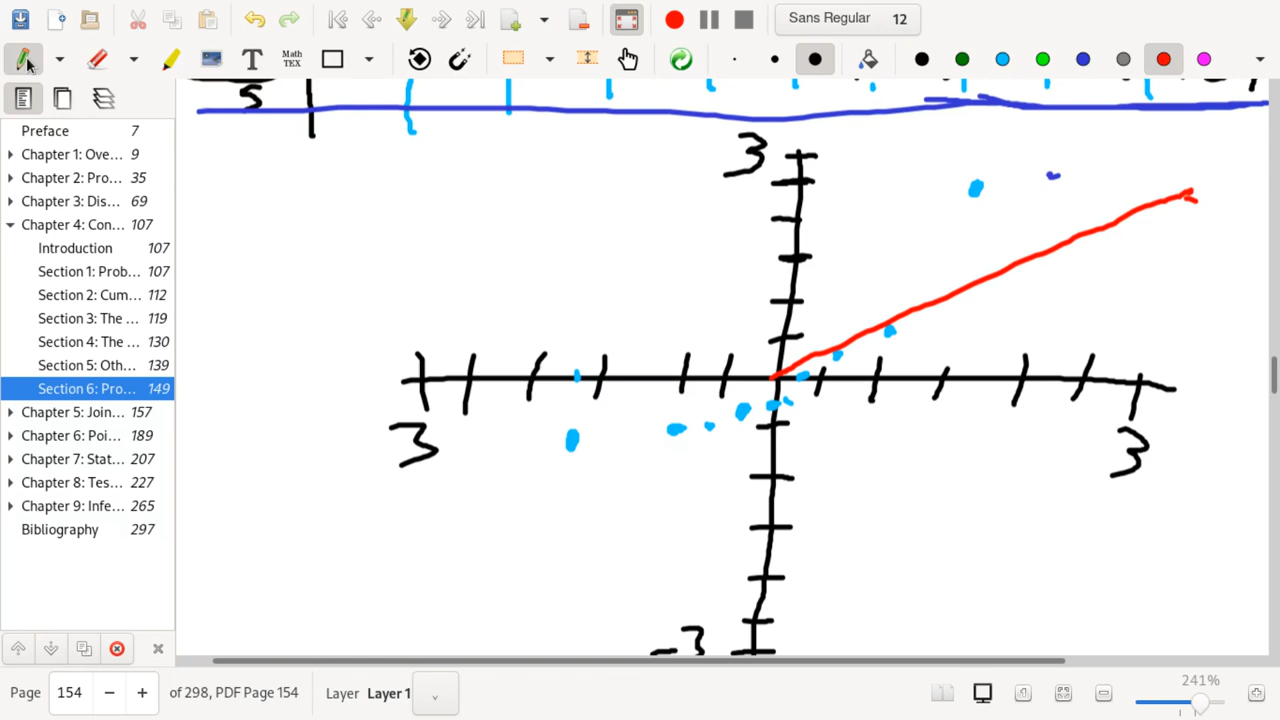 Sans Regular 12
T Math TEX
Preface 7
Chapter 1: Ove... 9
Chapter 2: Pro... 35
Chapter 3: Dis... 69
Chapter 4: Con... 107
Introduction 107
Section 1: Prob... 107
Section 2: Cum... 112
Section 3: The ... 119
Section 4: The ... 130
Section 5: Oth... 139
Section 6: Pro... 149
Chapter 5: Join... 157
Chapter 6: Poi... 189
Chapter 7: Stat... 207
Chapter 8: Tes... 227
Chapter 9: Infe... 265
Bibliography 297
5
3
3
3
-3
Page 154 of 298, PDF Page 154 Layer Layer 1 241%